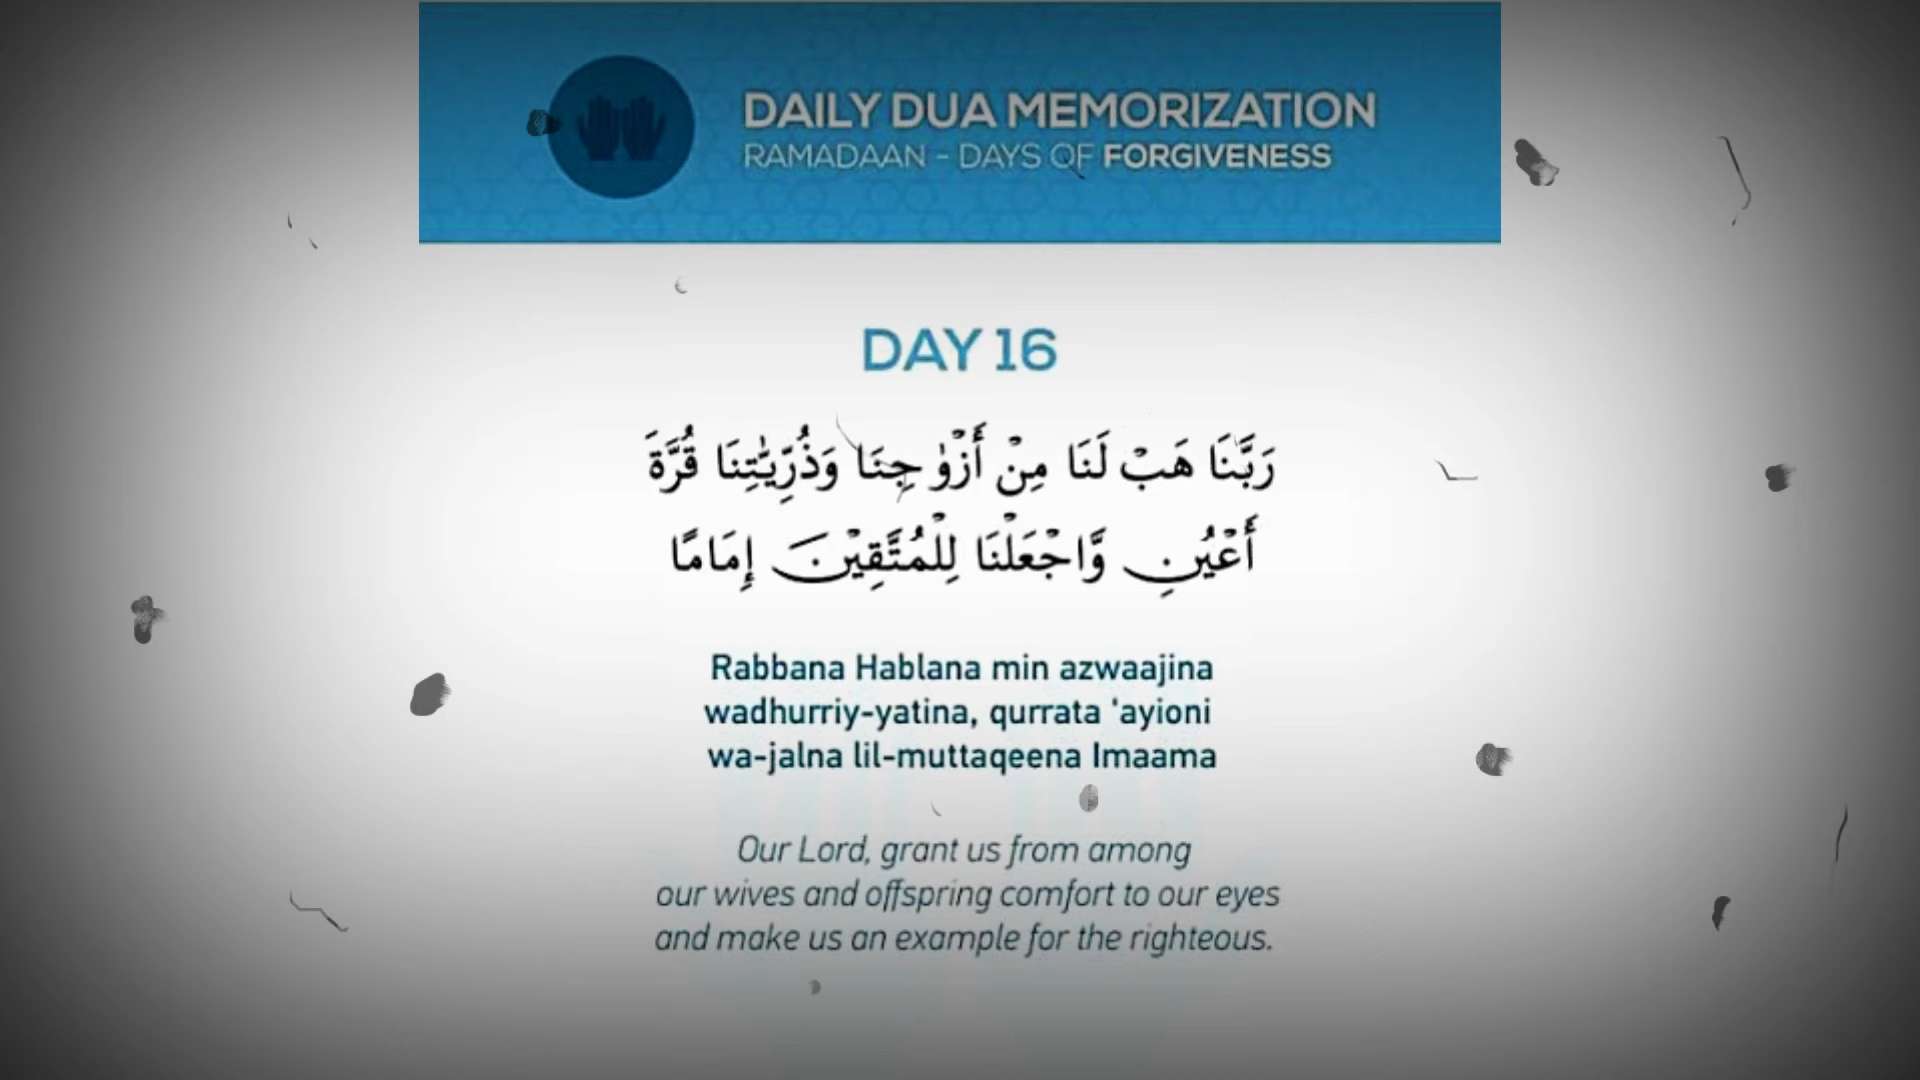 DAILY DUA MEMORIZATION
RAMADAAN - DAYS OF FORGIVENESS
DAY 16
رَبَّنَا هَبْ لَنَا مِنْ أَزْوٰجِنَا وَذُرِّيّٰتِنَا قُرَّةَ
أَعْيُنٍ وَّاجْعَلْنَا لِلْمُتَّقِيْنَ إِمَامًا
Rabbana Hablana min azwaajina
wadhurriy-yatina, qurrata ‘ayioni
wa-jalna lil-muttaqeena Imaama
Our Lord, grant us from among
our wives and offspring comfort to our eyes
and make us an example for the righteous.